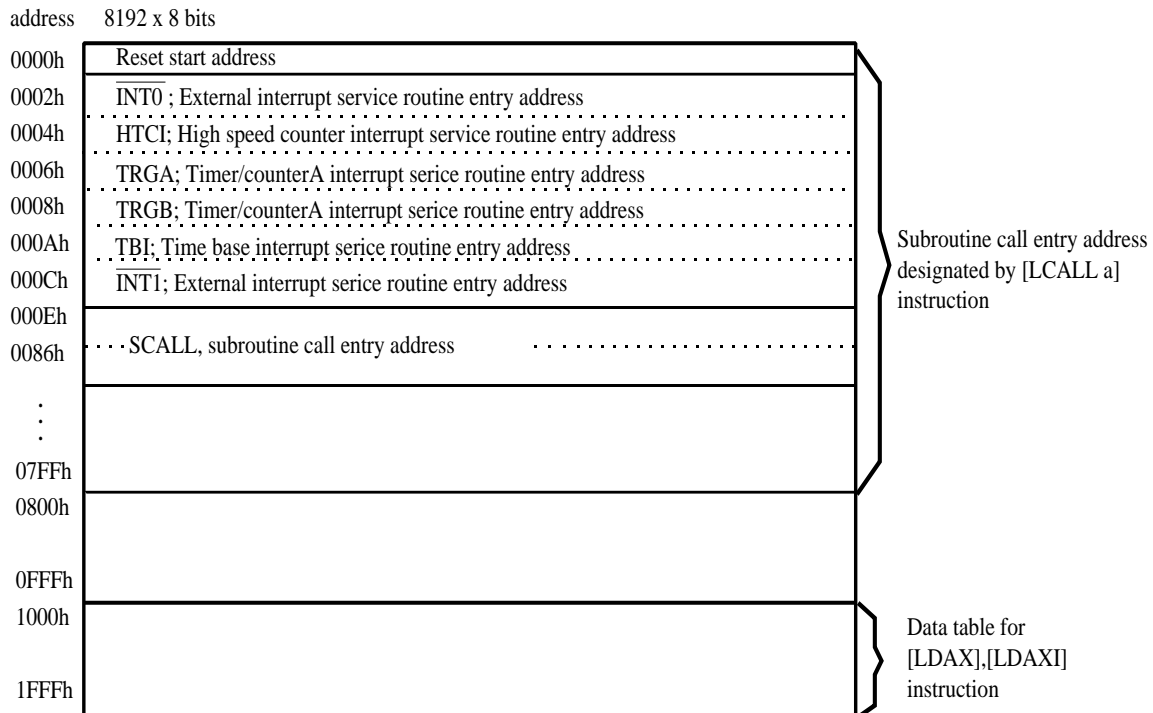 address 8192 x 8 bits
0000h Reset start address
0002h INT0 ; External interrupt service routine entry address
0004h HTCI; High speed counter interrupt service routine entry address
0006h TRGA; Timer/counterA interrupt serice routine entry address
0008h TRGB; Timer/counterA interrupt serice routine entry address
000Ah TBI; Time base interrupt serice routine entry address
000Ch INT1; External interrupt serice routine entry address
000Eh
0086h SCALL, subroutine call entry address
07FFh
0800h
0FFFh
1000h
1FFFh
Subroutine call entry address
designated by [LCALL a]
instruction
Data table for
[LDAX],[LDAXI]
instruction